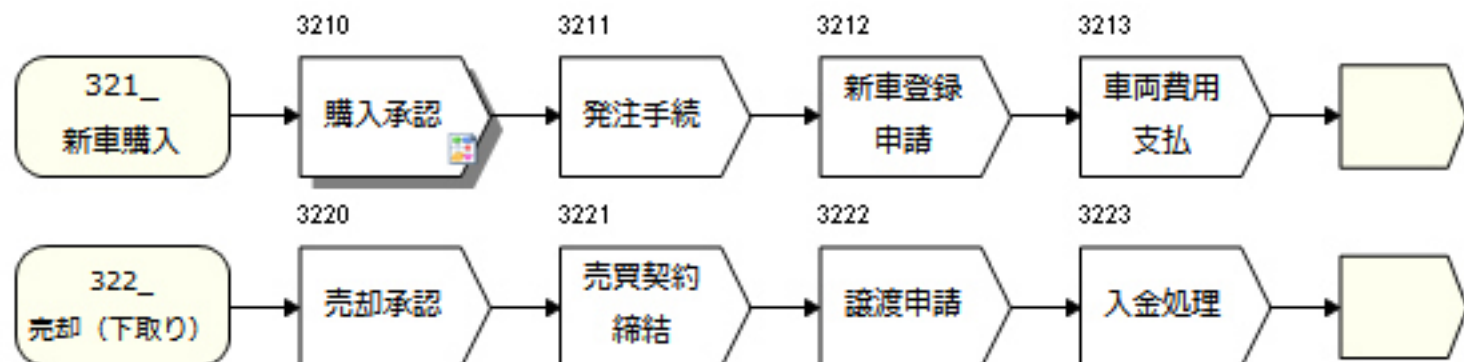 3210
3211
3212
3213
321_
新車購入
購入承認
発注手続
新車登録
申請
車両費用
支払
3220
3221
3222
3223
322_
売却（下取り）
売却承認
売買契約
締結
譲渡申請
入金処理